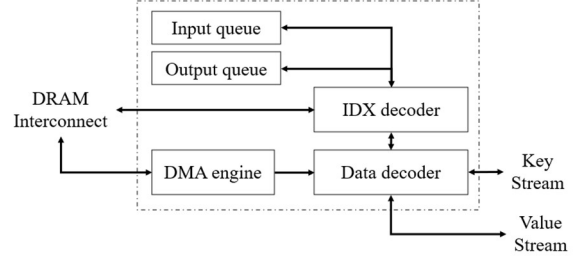 Input queue
Output queue
DRAM
Interconnect
IDX decoder
DMA engine
Data decoder
Key
Stream
Value
Stream